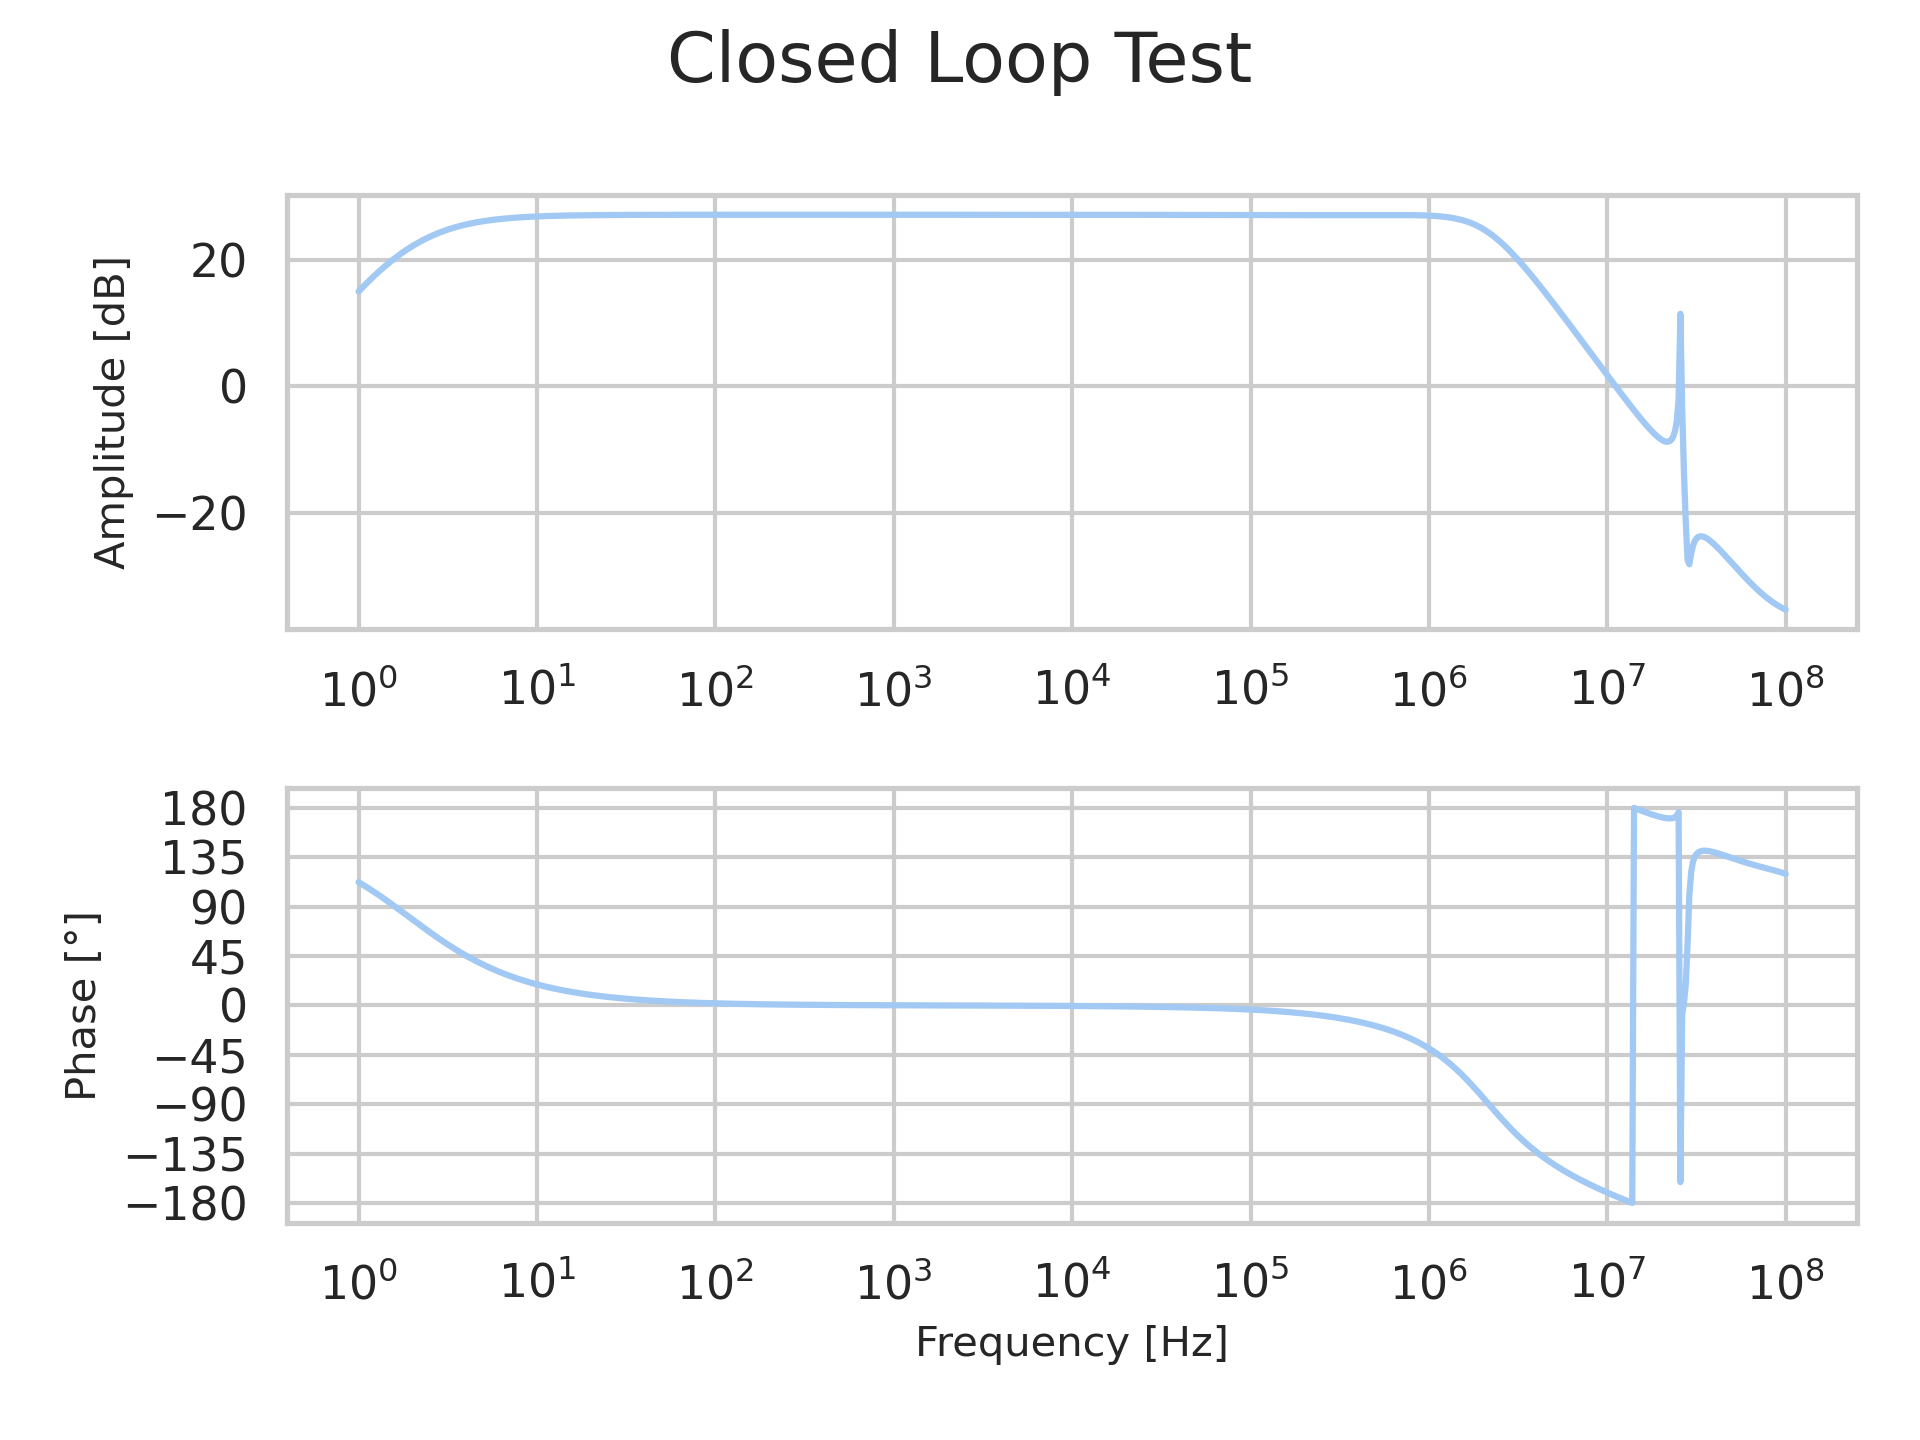 Closed Loop Test
Amplitude [dB]
20
0
−20
10⁰ 10¹ 10² 10³ 10⁴ 10⁵ 10⁶ 10⁷ 10⁸
Phase [°]
180
135
90
45
0
−45
−90
−135
−180
10⁰ 10¹ 10² 10³ 10⁴ 10⁵ 10⁶ 10⁷ 10⁸
Frequency [Hz]